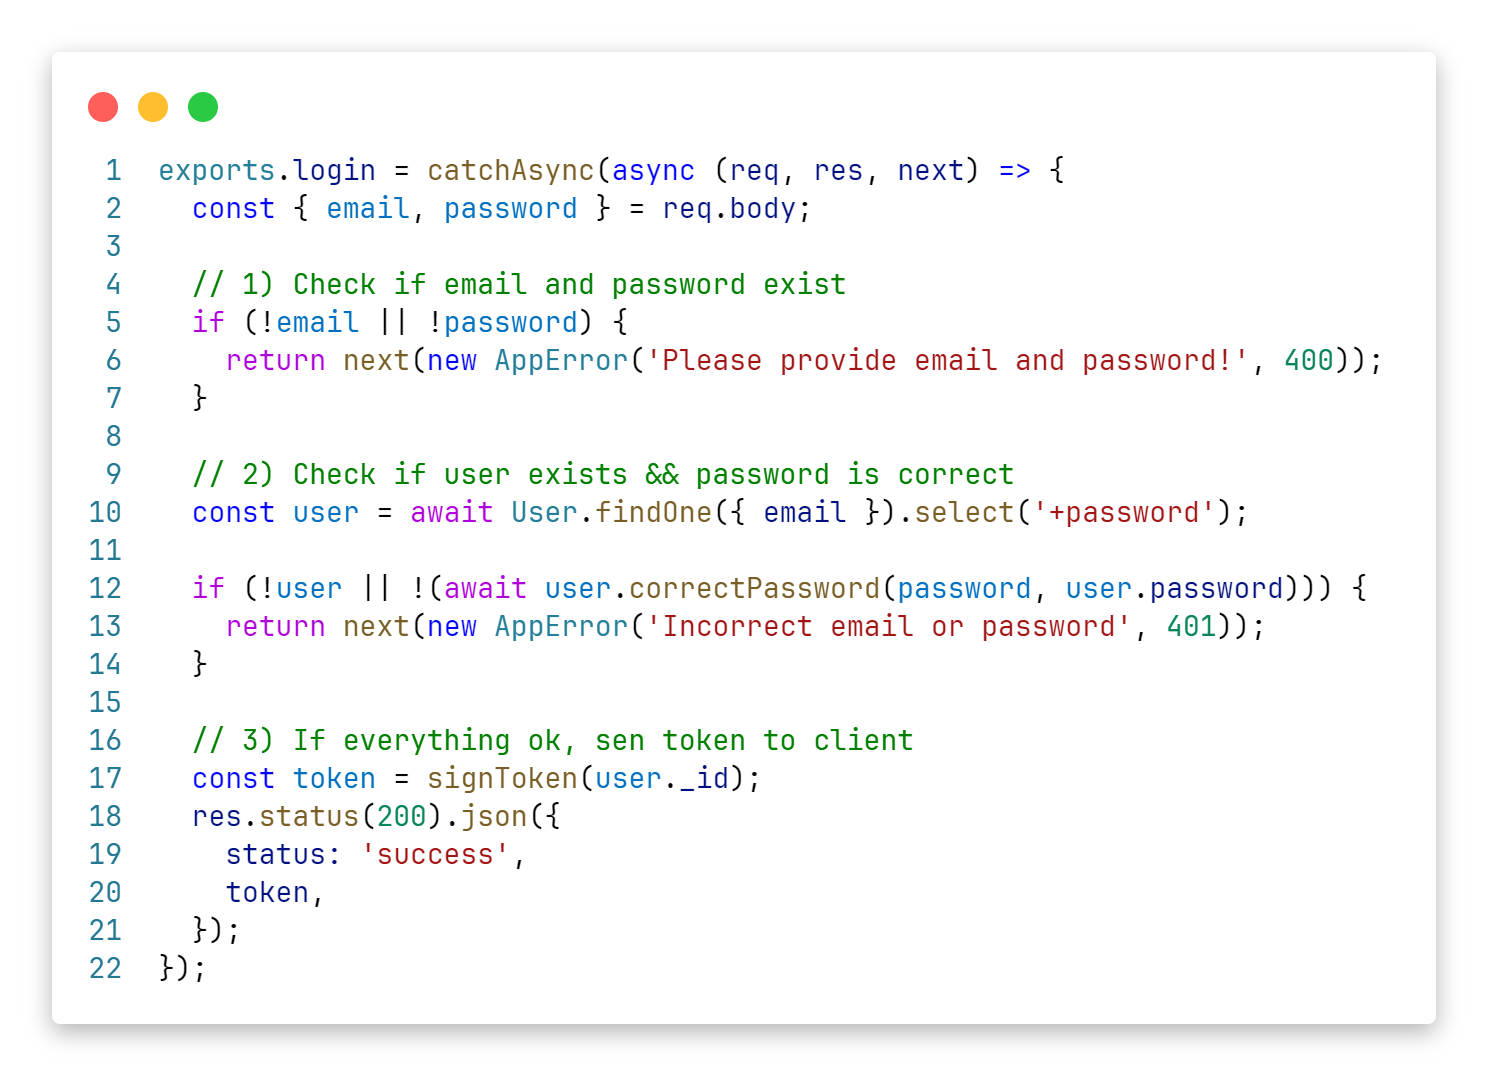 1 exports.login = catchAsync(async (req, res, next) => {
2   const { email, password } = req.body;
3
4   // 1) Check if email and password exist
5   if (!email || !password) {
6     return next(new AppError('Please provide email and password!', 400));
7   }
8
9   // 2) Check if user exists && password is correct
10   const user = await User.findOne({ email }).select('+password');
11
12   if (!user || !(await user.correctPassword(password, user.password))) {
13     return next(new AppError('Incorrect email or password', 401));
14   }
15
16   // 3) If everything ok, sen token to client
17   const token = signToken(user._id);
18   res.status(200).json({
19     status: 'success',
20     token,
21   });
22 });